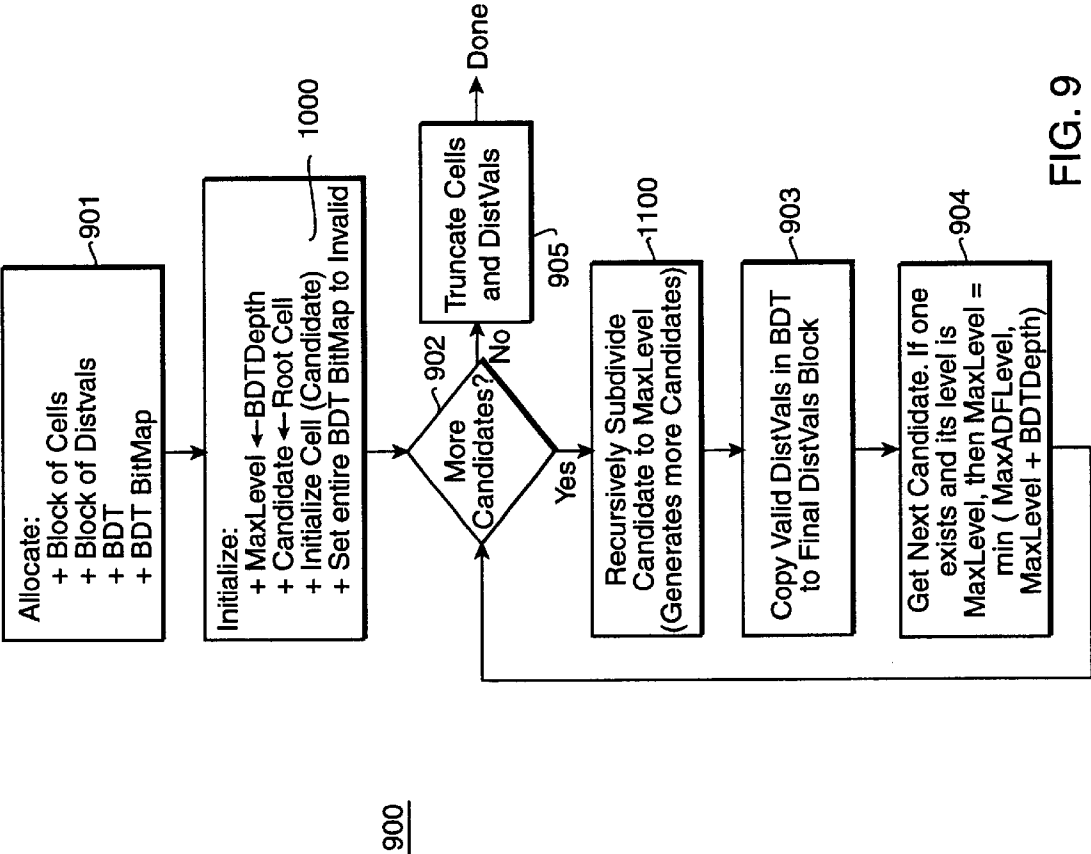 900
Allocate:
+ Block of Cells
+ Block of Distvals
+ BDT
+ BDT BitMap
901
Initialize:
+ MaxLevel ← BDTDepth
+ Candidate ← Root Cell
+ Initialize Cell (Candidate)
+ Set entire BDT BitMap to Invalid
1000
More
Candidates?
902
No
Yes
Truncate Cells
and DistVals
905
Done
Recursively Subdivide
Candidate to MaxLevel
(Generates more Candidates)
1100
Copy Valid DistVals in BDT
to Final DistVals Block
903
Get Next Candidate. If one
exists and its level is
MaxLevel, then MaxLevel =
min ( MaxADFLevel,
MaxLevel + BDTDepth)
904
FIG. 9